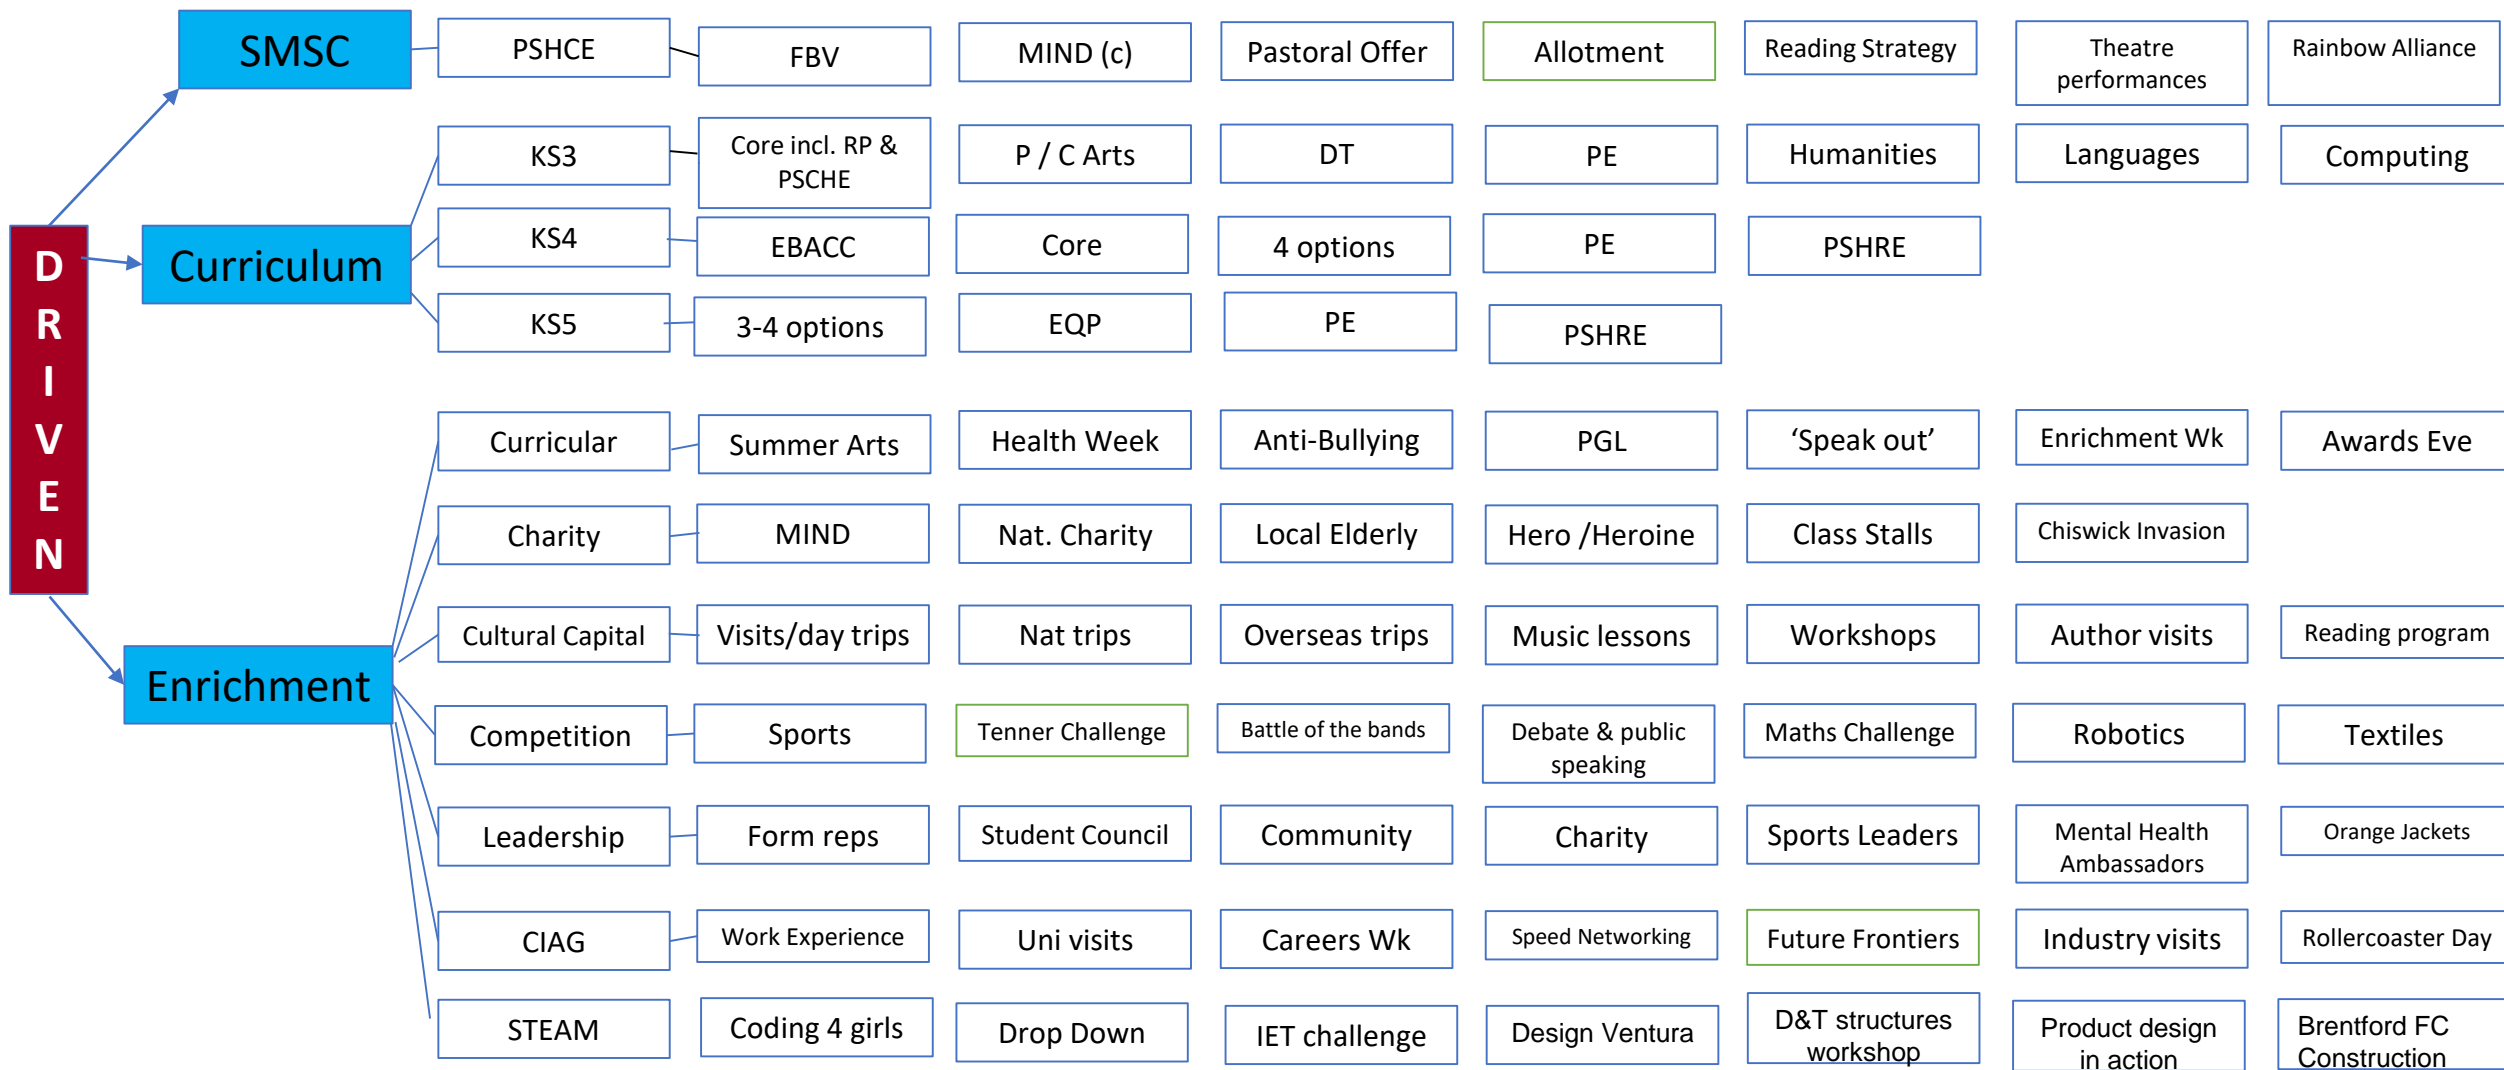 SMSC
PSHCE
FBV
MIND (c)
Pastoral Offer
Allotment
Reading Strategy
Theatre
performances
Rainbow Alliance
KS3
Core incl. RP &
PSCHE
P / C Arts
DT
PE
Humanities
Languages
Computing
D
R
I
V
E
N
Curriculum
KS4
EBACC
Core
4 options
PE
PSHRE
KS5
3-4 options
EQP
PE
PSHRE
Enrichment
Curricular
Summer Arts
Health Week
Anti-Bullying
PGL
‘Speak out’
Enrichment Wk
Awards Eve
Charity
MIND
Nat. Charity
Local Elderly
Hero /Heroine
Class Stalls
Chiswick Invasion
Cultural Capital
Visits/day trips
Nat trips
Overseas trips
Music lessons
Workshops
Author visits
Reading program
Competition
Sports
Tenner Challenge
Battle of the bands
Debate & public
speaking
Maths Challenge
Robotics
Textiles
Leadership
Form reps
Student Council
Community
Charity
Sports Leaders
Mental Health
Ambassadors
Orange Jackets
CIAG
Work Experience
Uni visits
Careers Wk
Speed Networking
Future Frontiers
Industry visits
Rollercoaster Day
STEAM
Coding 4 girls
Drop Down
IET challenge
Design Ventura
D&T structures
workshop
Product design
in action
Brentford FC
Construction